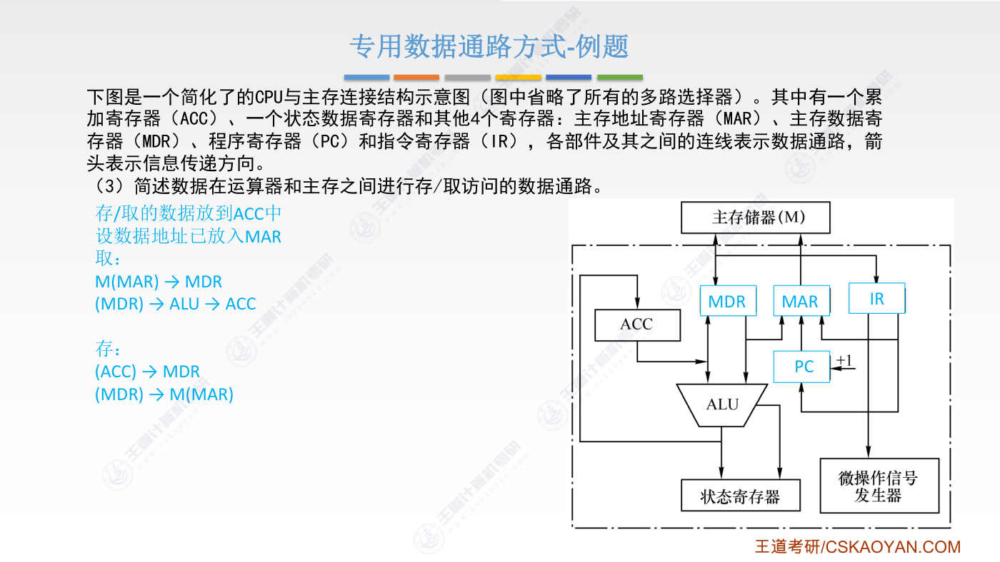 专用数据通路方式-例题
下图是一个简化了的CPU与主存连接结构示意图（图中省略了所有的多路选择器）。其中有一个累
加寄存器（ACC）、一个状态数据寄存器和其他4个寄存器：主存地址寄存器（MAR）、主存数据寄
存器（MDR）、程序寄存器（PC）和指令寄存器（IR），各部件及其之间的连线表示数据通路，箭
头表示信息传递方向。
（3）简述数据在运算器和主存之间进行存/取访问的数据通路。
存/取的数据放到ACC中
设数据地址已放入MAR
取：
M(MAR) → MDR
(MDR) → ALU → ACC
存：
(ACC) → MDR
(MDR) → M(MAR)
主存储器(M)
MDR
MAR
IR
ACC
PC
+1
ALU
状态寄存器
微操作信号
发生器
王道考研/CSKAOYAN.COM